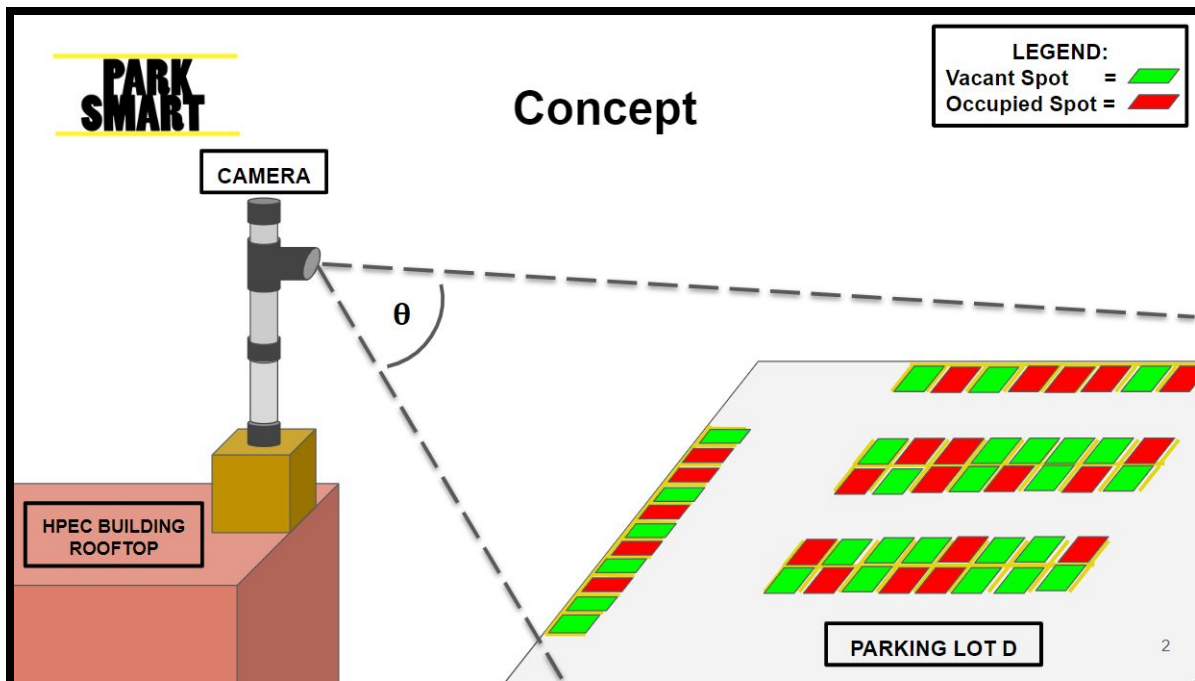 PARK
SMART
Concept
LEGEND:
Vacant Spot =
Occupied Spot =
CAMERA
θ
HPEC BUILDING
ROOFTOP
PARKING LOT D
2